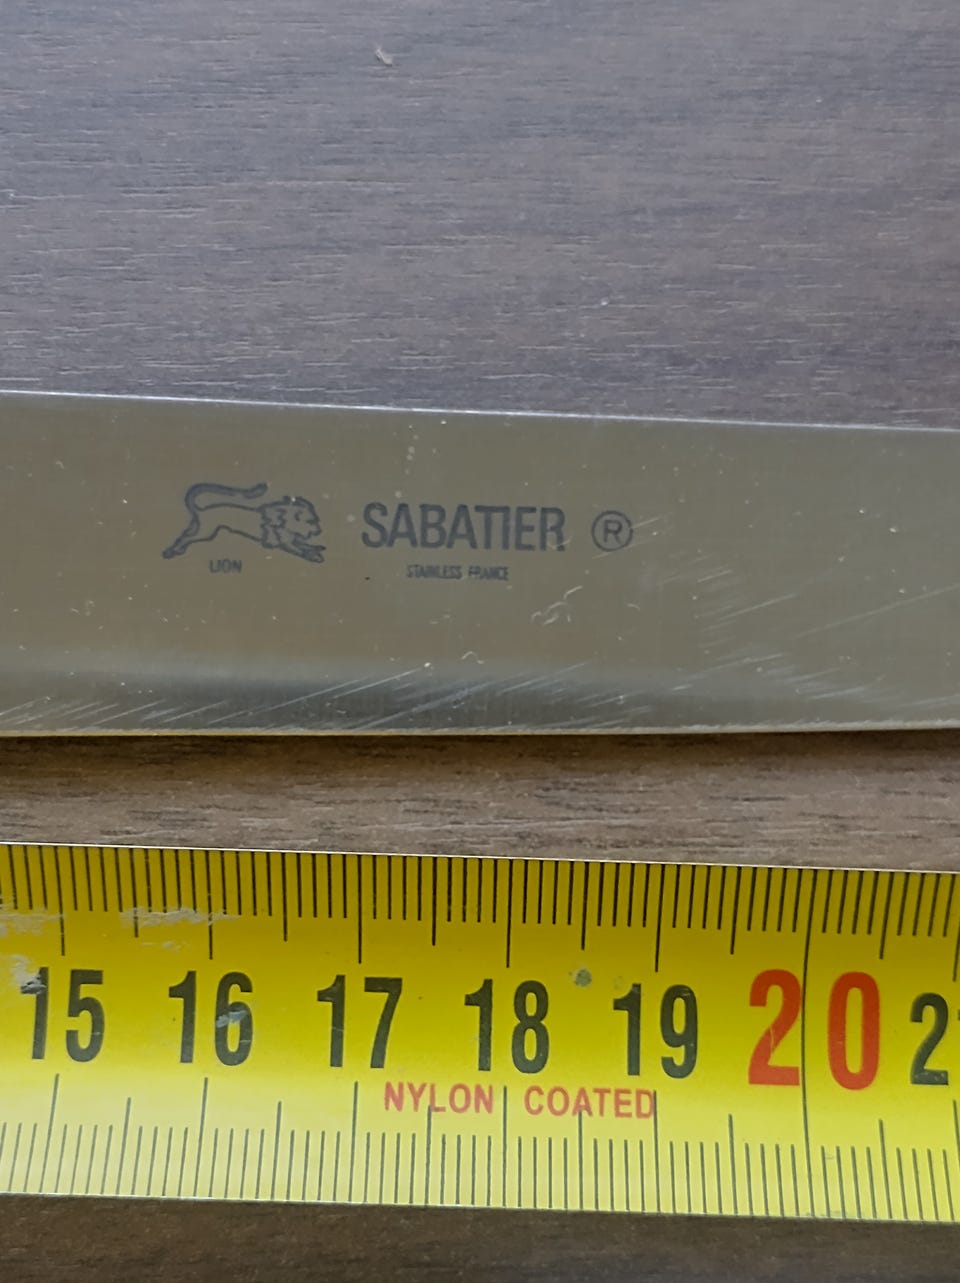 SABATIER ®
LION
STAINLESS FRANCE
15 16 17 18 19 20
NYLON COATED